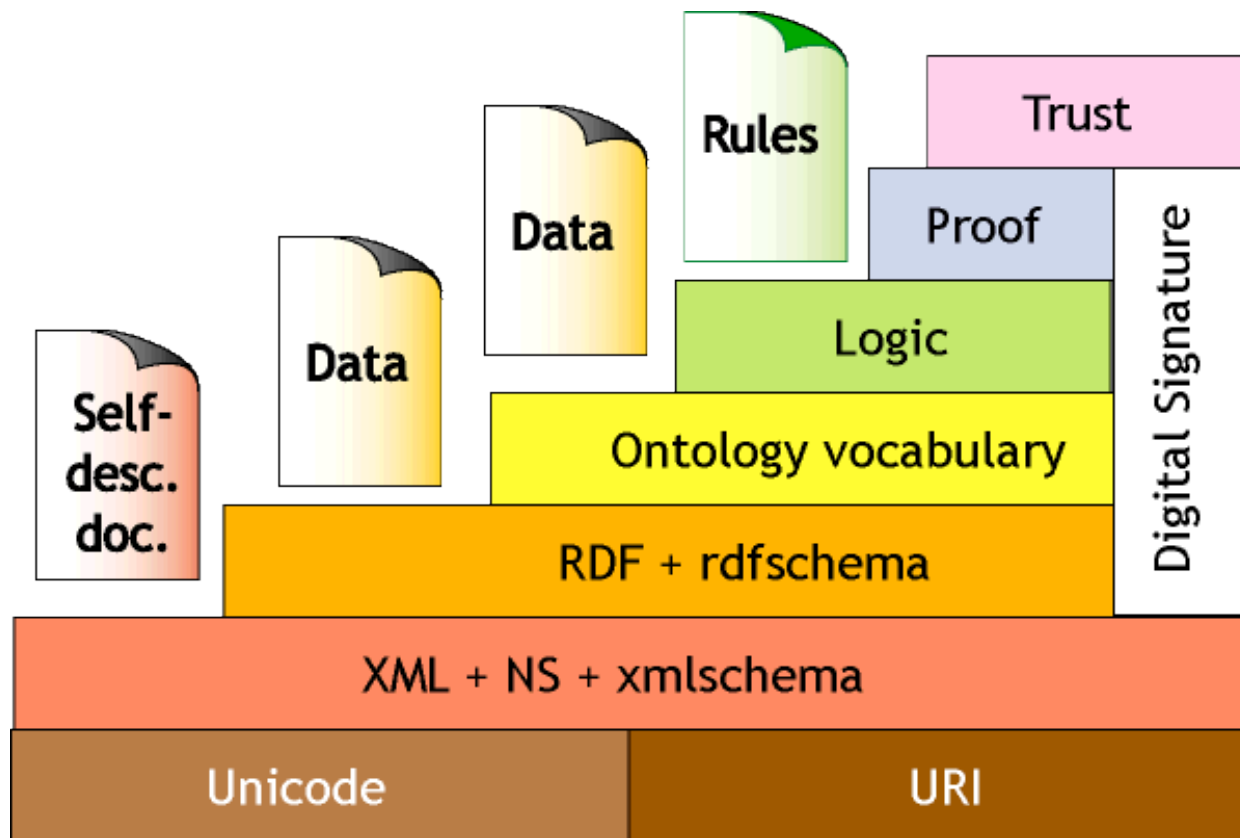 Rules
Trust
Data
Proof
Data
Logic
Self-
desc.
doc.
Ontology vocabulary
Digital Signature
RDF + rdfschema
XML + NS + xmlschema
Unicode
URI